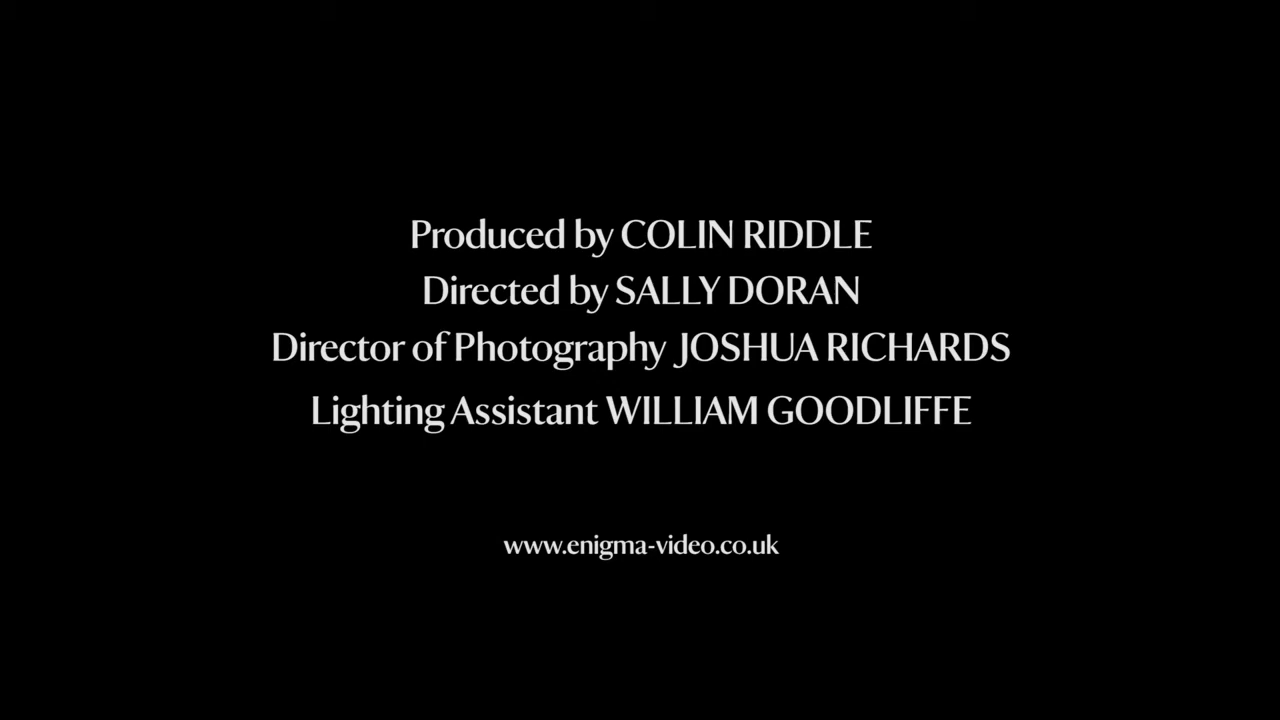 Produced by COLIN RIDDLE
Directed by SALLY DORAN
Director of Photography JOSHUA RICHARDS
Lighting Assistant WILLIAM GOODLIFFE
www.enigma-video.co.uk